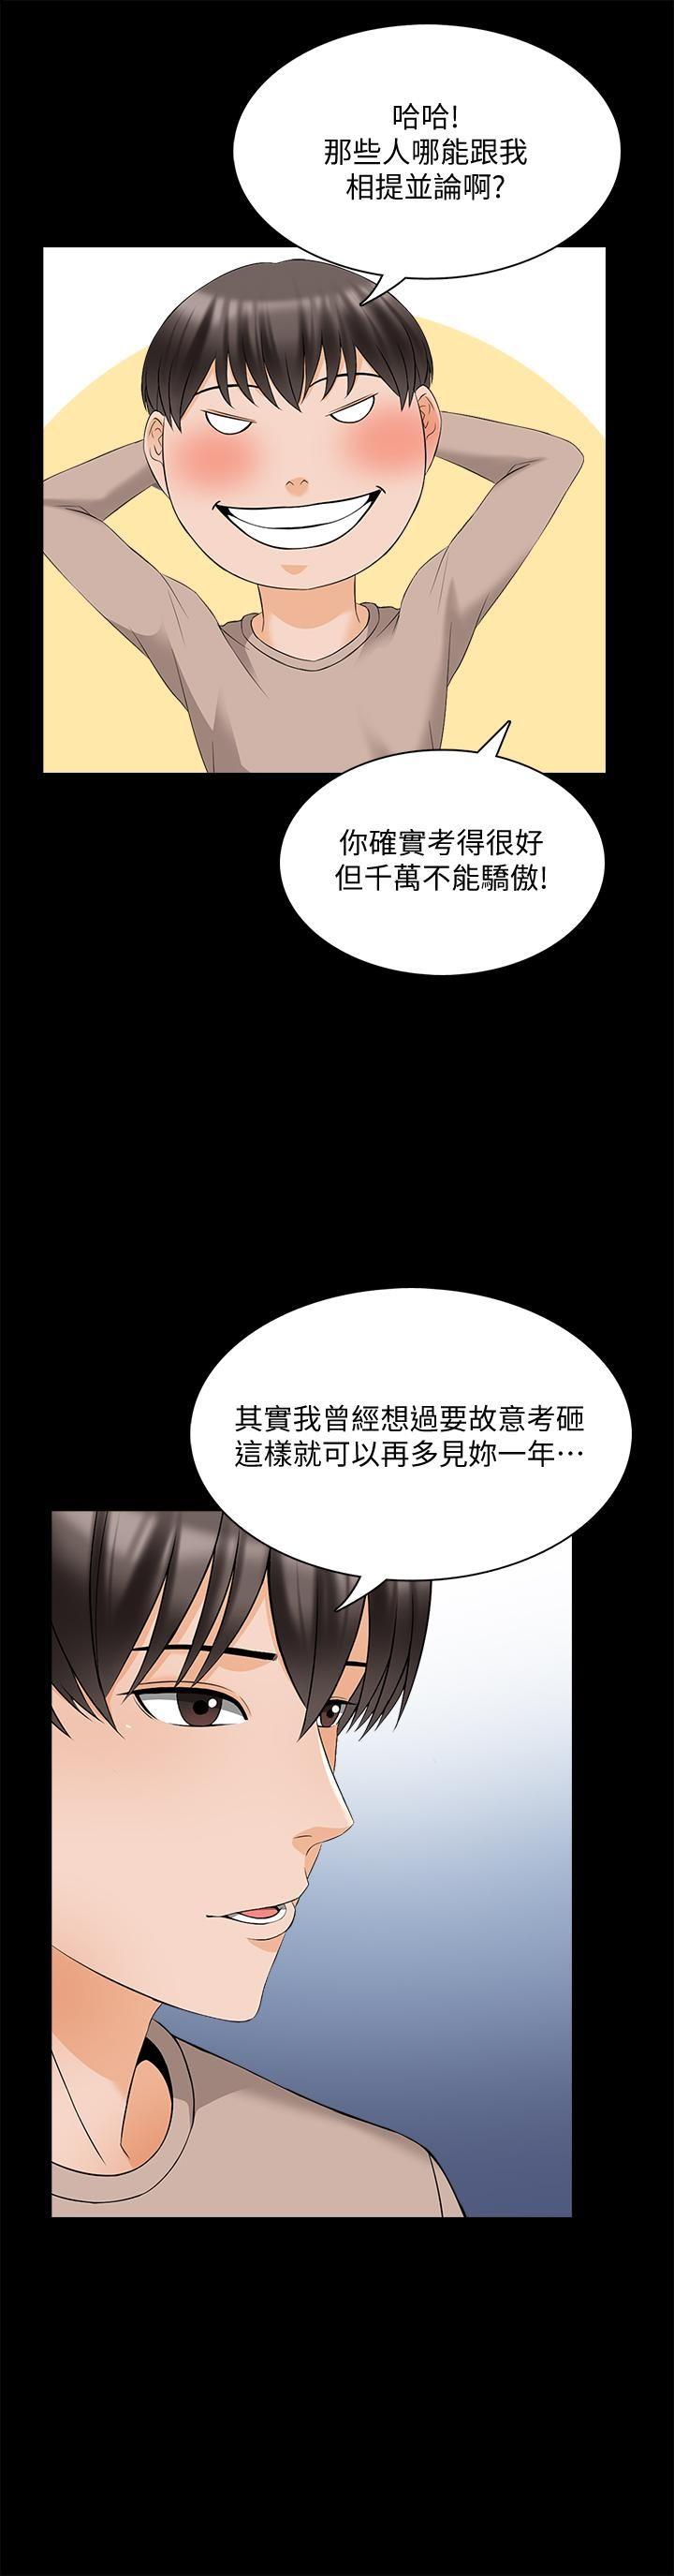 哈哈!
那些人哪能跟我
相提並論啊?
你確實考得很好
但千萬不能驕傲!
其實我曾經想過要故意考砸
這樣就可以再多見妳一年…